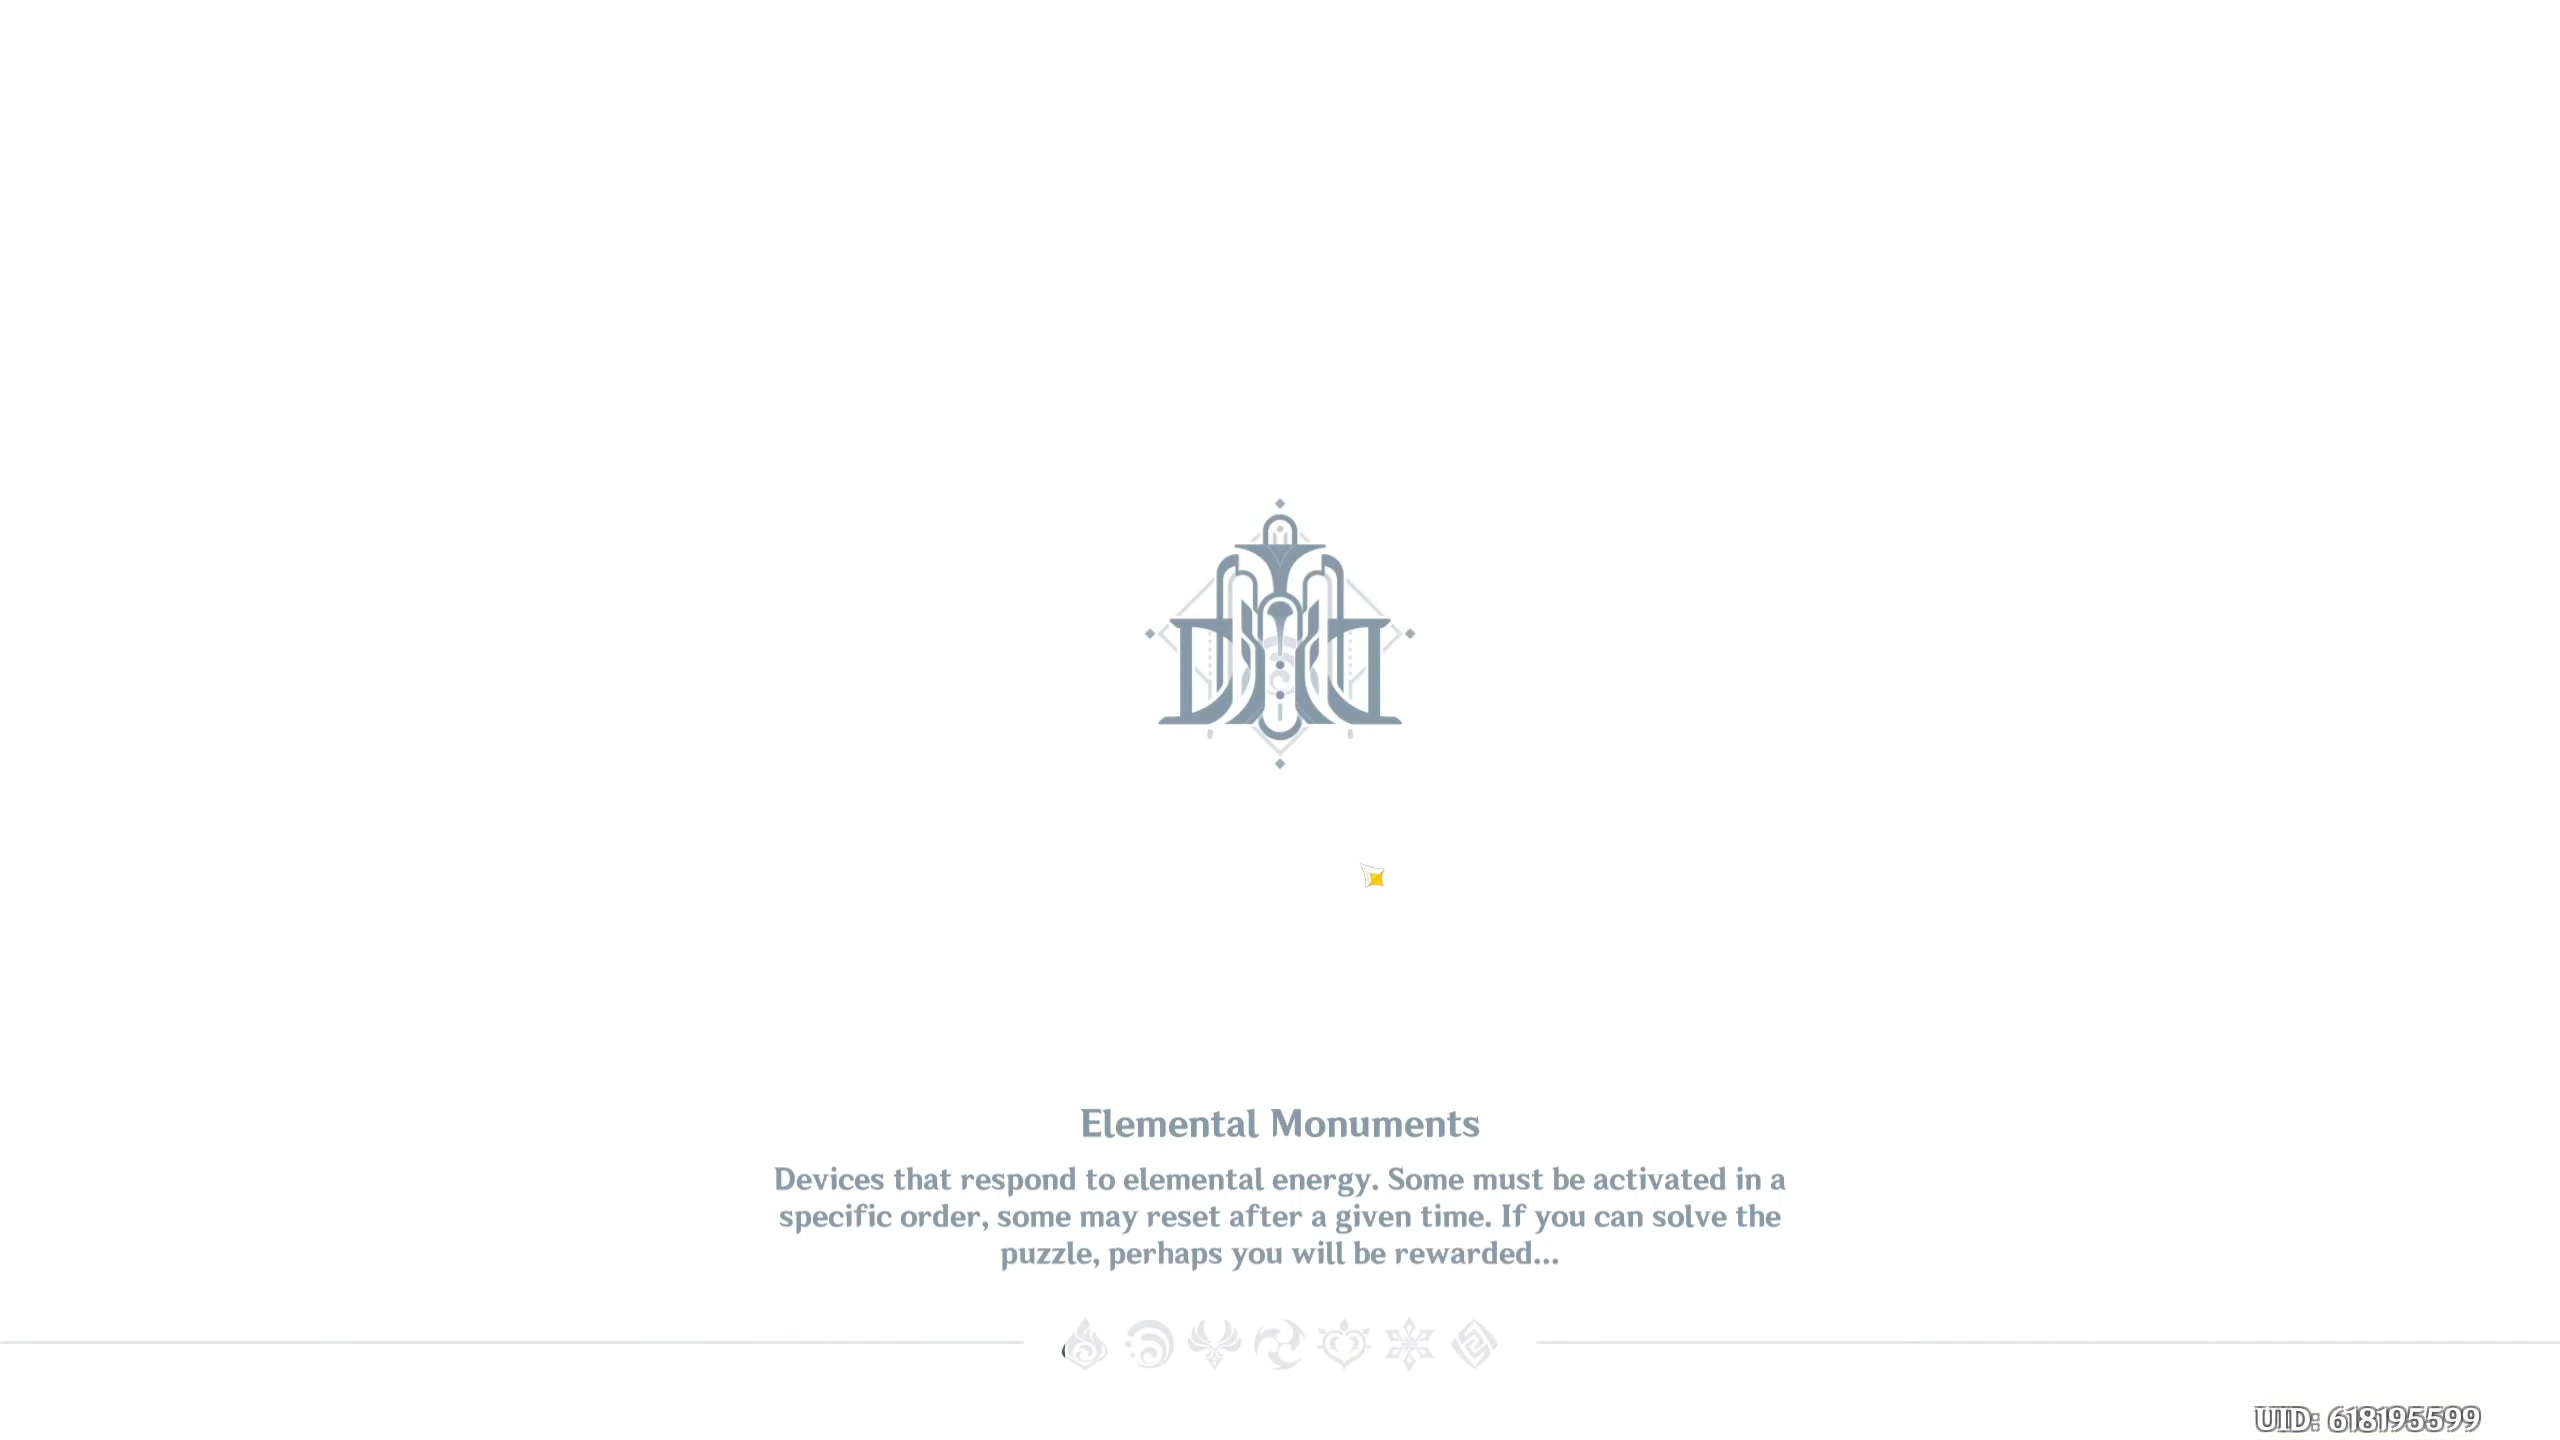 Elemental Monuments
Devices that respond to elemental energy. Some must be activated in a
specific order, some may reset after a given time. If you can solve the
puzzle, perhaps you will be rewarded...
UID: 618195599